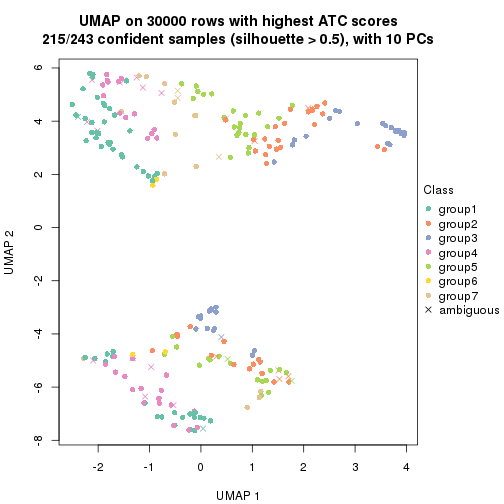 UMAP on 30000 rows with highest ATC scores
215/243 confident samples (silhouette > 0.5), with 10 PCs
6
4
2
0
-2
-4
-6
-8
UMAP 2
-2
-1
0
1
2
3
4
UMAP 1
Class
group1
group2
group3
group4
group5
group6
group7
ambiguous